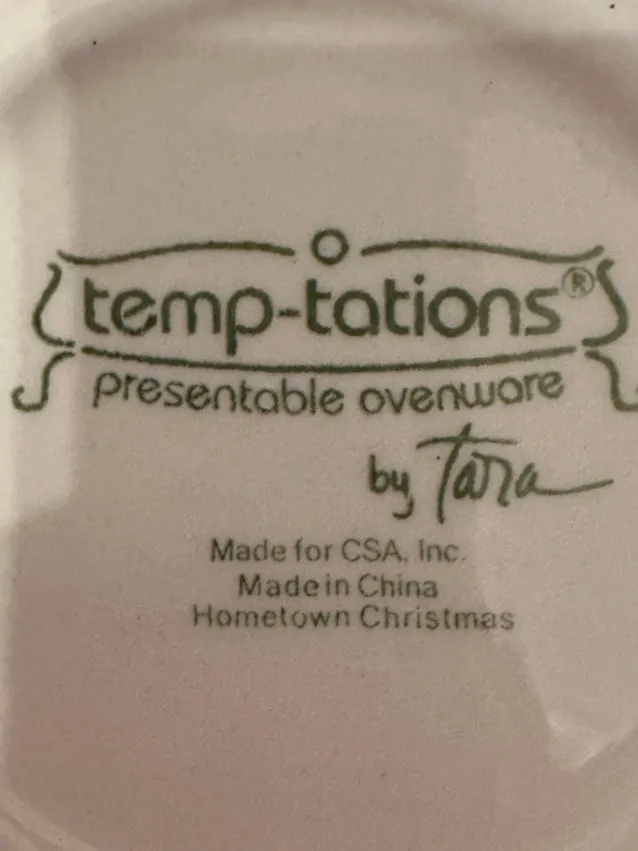 temp-tations®
presentable ovenware
by Tara
Made for CSA, Inc.
Made in China
Hometown Christmas